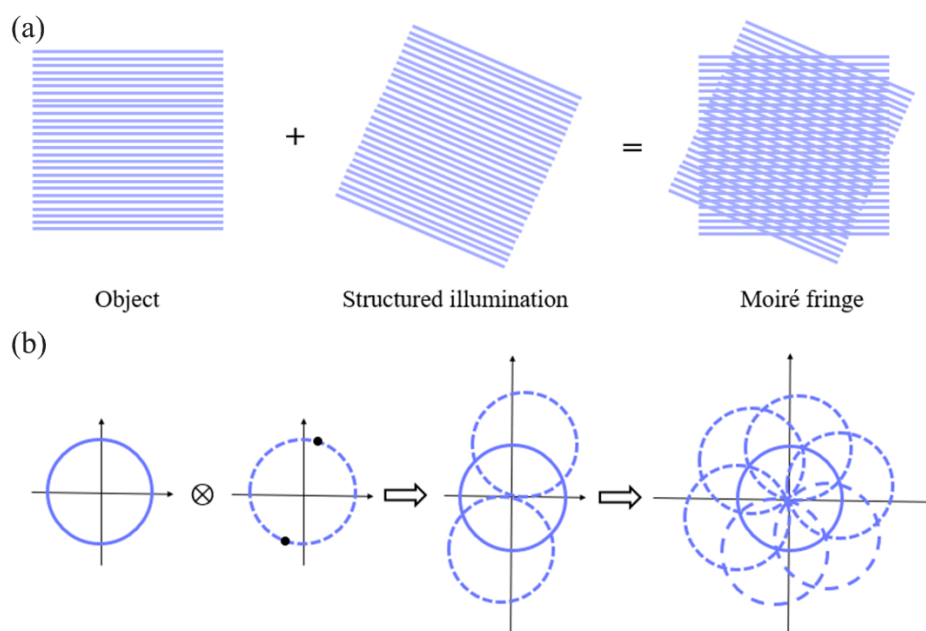 (a)
+
=
Object
Structured illumination
Moiré fringe
(b)
⊗